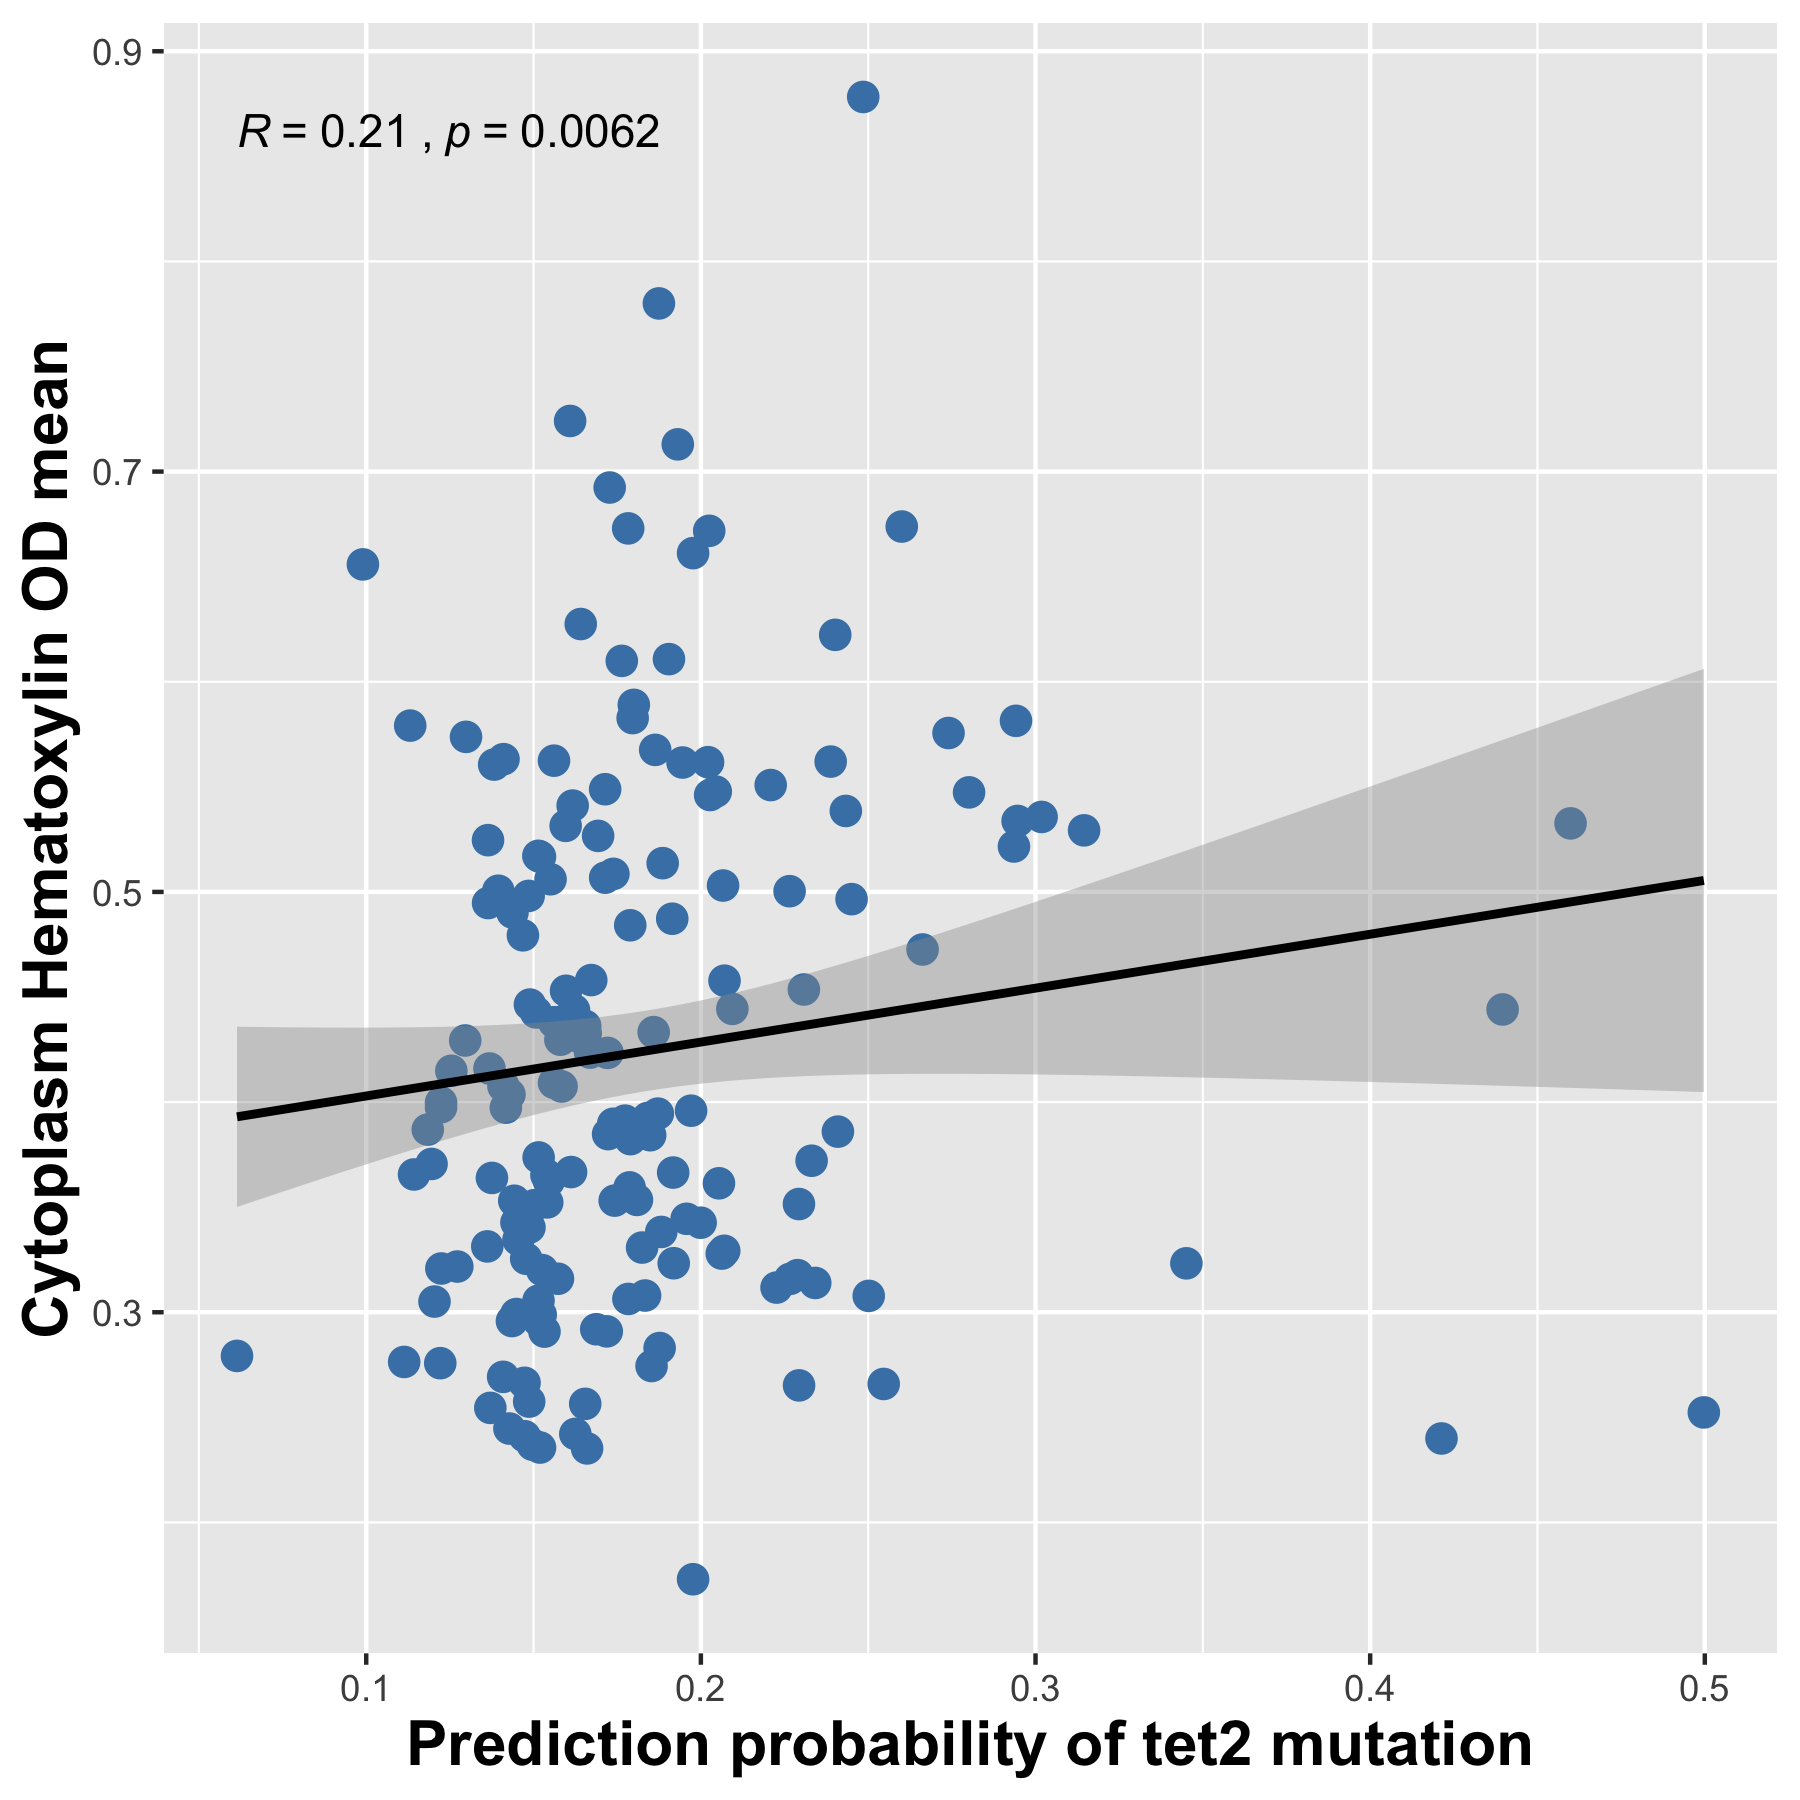 R = 0.21 , p = 0.0062
Cytoplasm Hematoxylin OD mean
0.9
0.7
0.5
0.3
0.1 0.2 0.3 0.4 0.5
Prediction probability of tet2 mutation